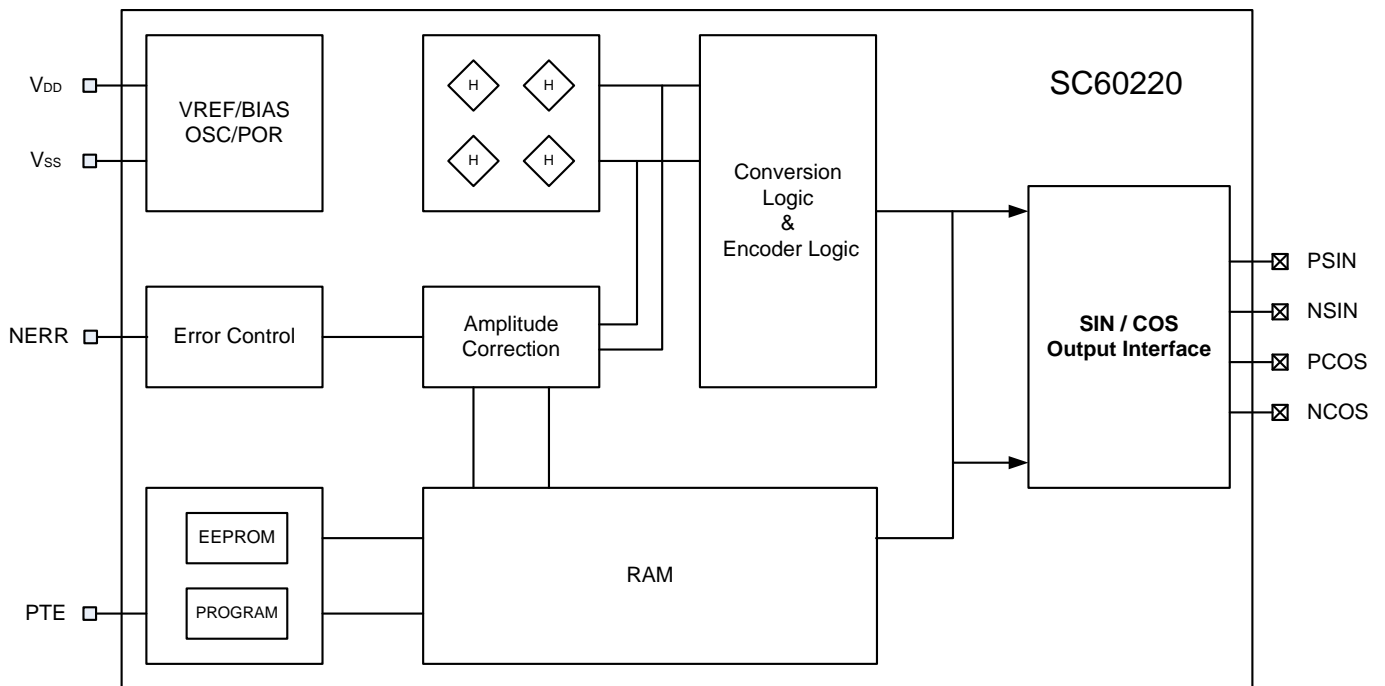 SC60220
VDD
VSS
VREF/BIAS
OSC/POR
H
H
H
H
Conversion
Logic
&
Encoder Logic
NERR
Error Control
Amplitude
Correction
SIN / COS
Output Interface
PSIN
NSIN
PCOS
NCOS
PTE
EEPROM
PROGRAM
RAM